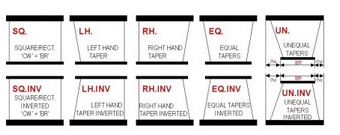 SQ.
SQUARE/RECT.
'CW' = 'BR'
LH.
LEFT HAND
TAPER
RH.
RIGHT HAND
TAPER
EQ.
EQUAL
TAPERS
UN.
UNEQUAL
TAPERS
BR
SQ.INV
SQUARE/RECT.
INVERTED
'CW' = 'BR'
LH.INV
LEFT HAND
TAPER INVERTED
RH.INV
RIGHT HAND
TAPER INVERTED
EQ.INV
EQUAL TAPERS
INVERTED
UN.INV
UNEQUAL
TAPERS
INVERTED